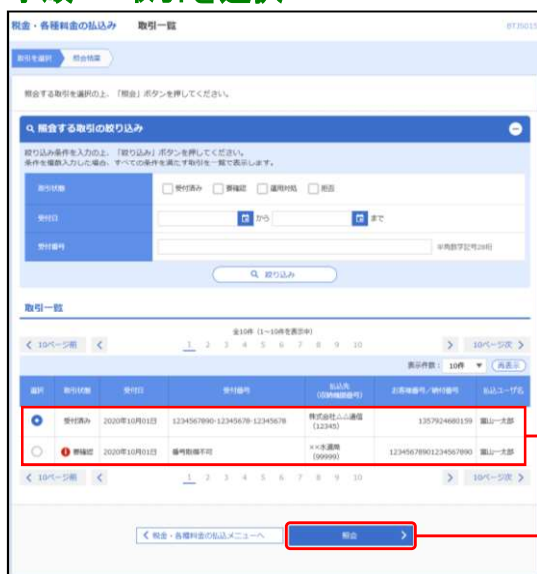 税金・各種料金の払込み 取引一覧 BTJS015
取引を選択 照会結果
照会する取引を選択の上、「照会」ボタンを押してください。
照会する取引の絞り込み
絞り込み条件を入力の上、「絞り込み」ボタンを押してください。
条件を複数入力した場合、すべての条件を満たす取引を一覧で表示します。
取引状態 受付済み 要確認 運用対処 拒否
受付日 から まで
受付番号 半角数字記号28桁
絞り込み
取引一覧
全10件（1～10件を表示中）
10ページ前 1 2 3 4 5 6 7 8 9 10 10ページ次
表示件数： 10件 再表示
選択 取引状態 受付日 受付番号 払込先（収納機関番号） お客様番号／納付番号 払込ユーザ名
受付済み 2020年10月01日 1234567890-12345678-12345678 株式会社△△通信 (12345) 1357924680159 富山一太郎
要確認 2020年10月01日 番号取得不可 ××水道局 (99999) 12345678901234567890 富山一太郎
10ページ前 1 2 3 4 5 6 7 8 9 10 10ページ次
税金・各種料金の払込メニューへ 照会